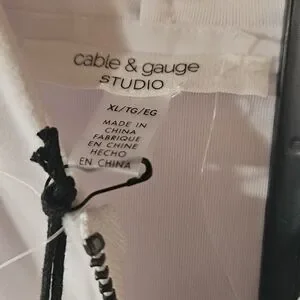 cable & gauge
STUDIO
XL/TG/EG
MADE IN
CHINA
FABRIQUE
EN CHINE
HECHO
EN CHINA